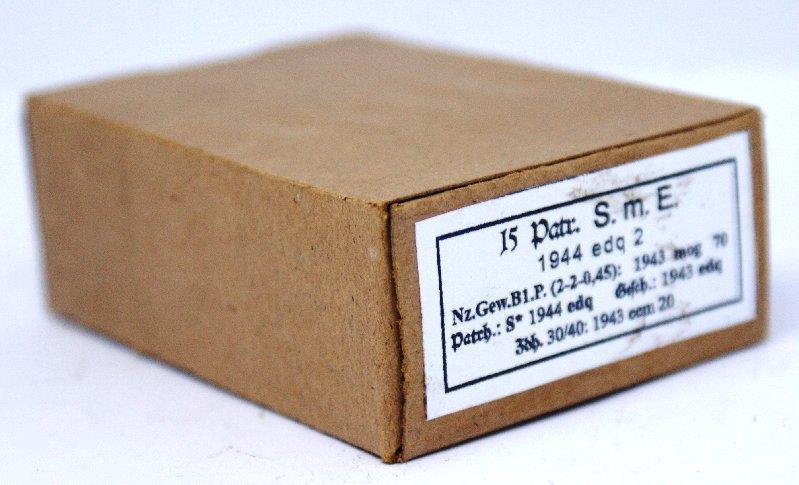 15 Patr. S. m. E.
1944 edq 2
Nz.Gew.Bl.P. (2-2-0,45): 1943 mog 70
Patrh.: S* 1944 edq Gesch.: 1943 edq
Zdh. 30/40: 1943 eem 20